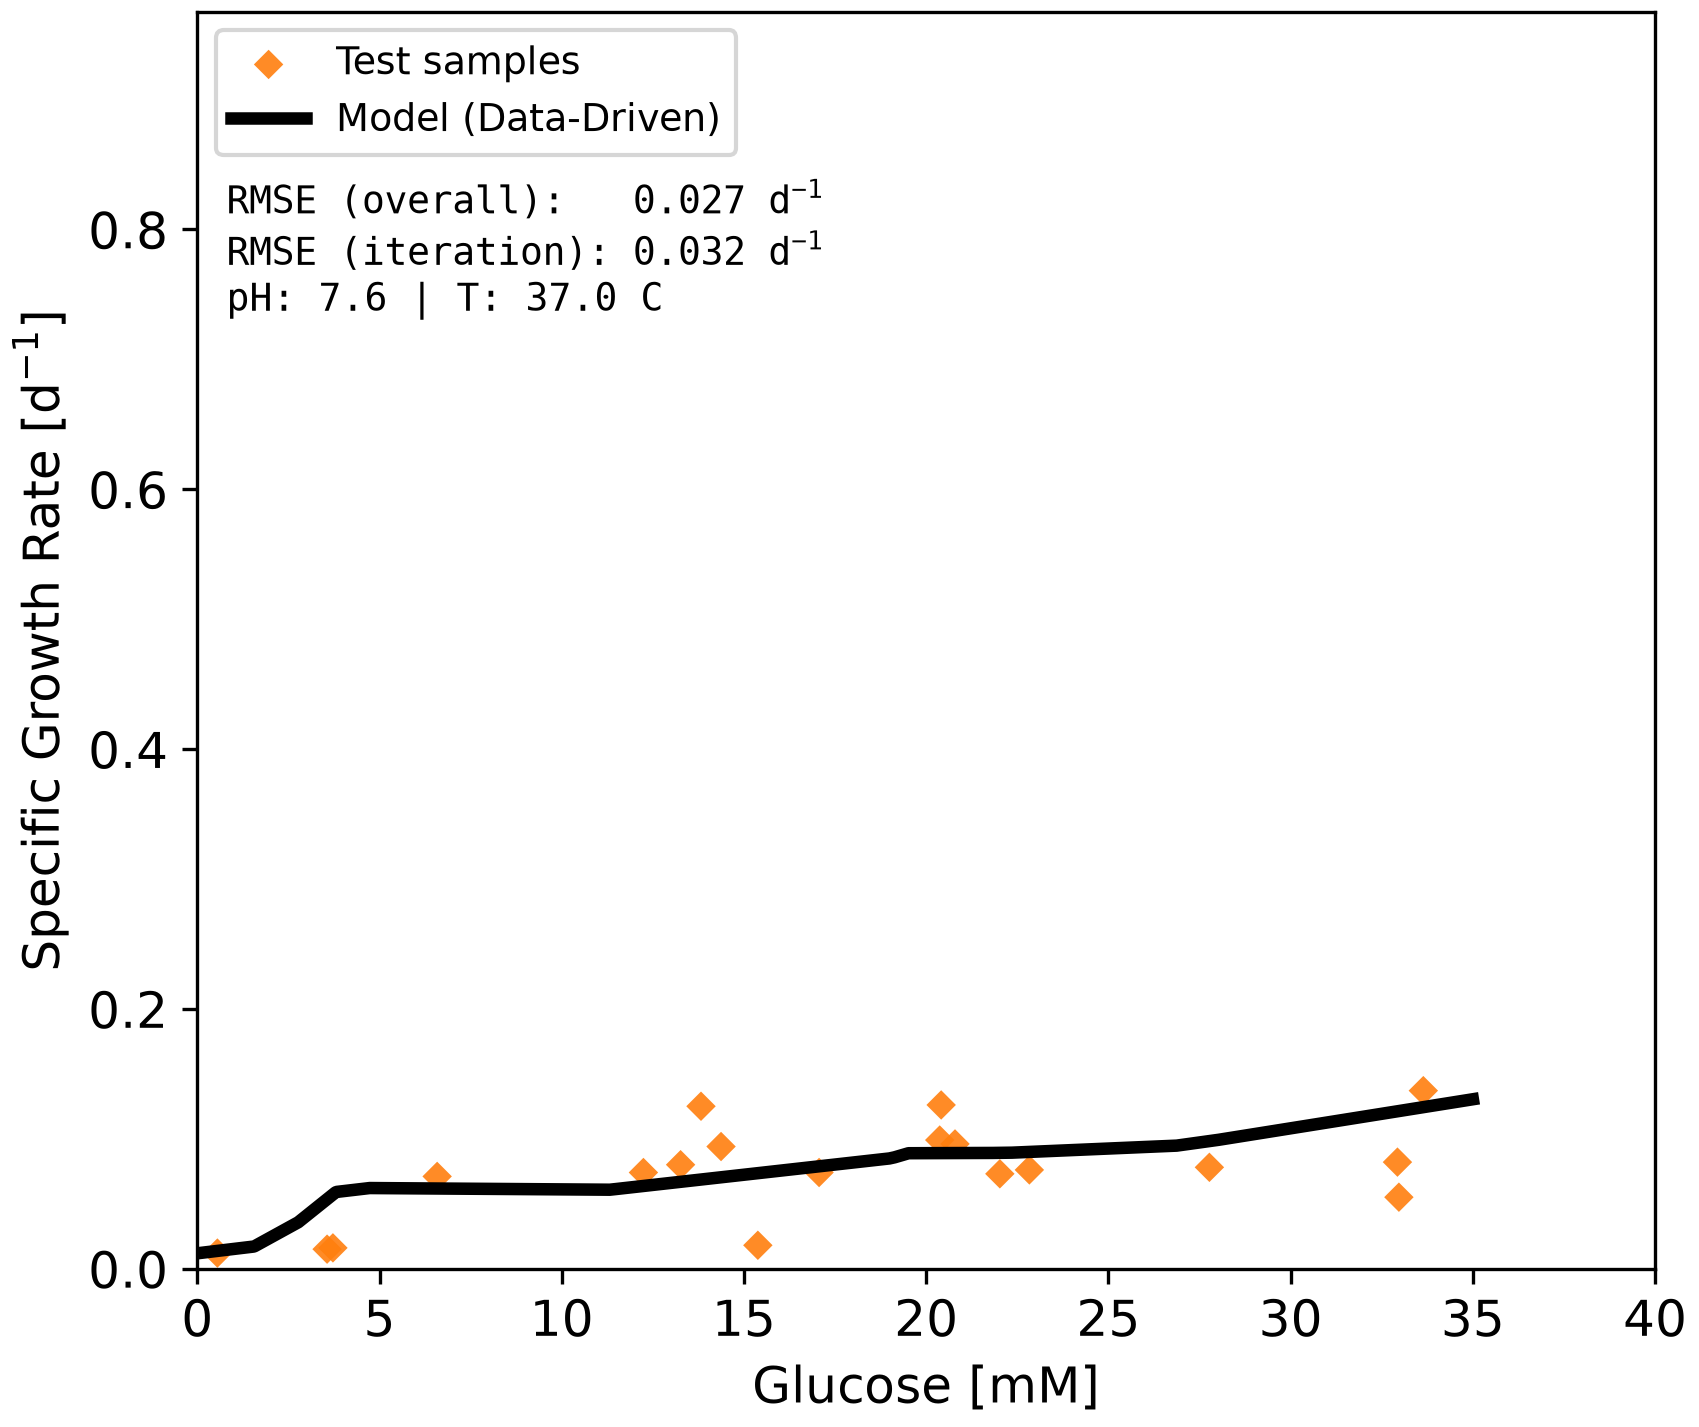 Test samples
Model (Data-Driven)
RMSE (overall):   0.027 d⁻¹
RMSE (iteration): 0.032 d⁻¹
pH: 7.6 | T: 37.0 C
Specific Growth Rate [d⁻¹]
0.8
0.6
0.4
0.2
0.0
0 5 10 15 20 25 30 35 40
Glucose [mM]